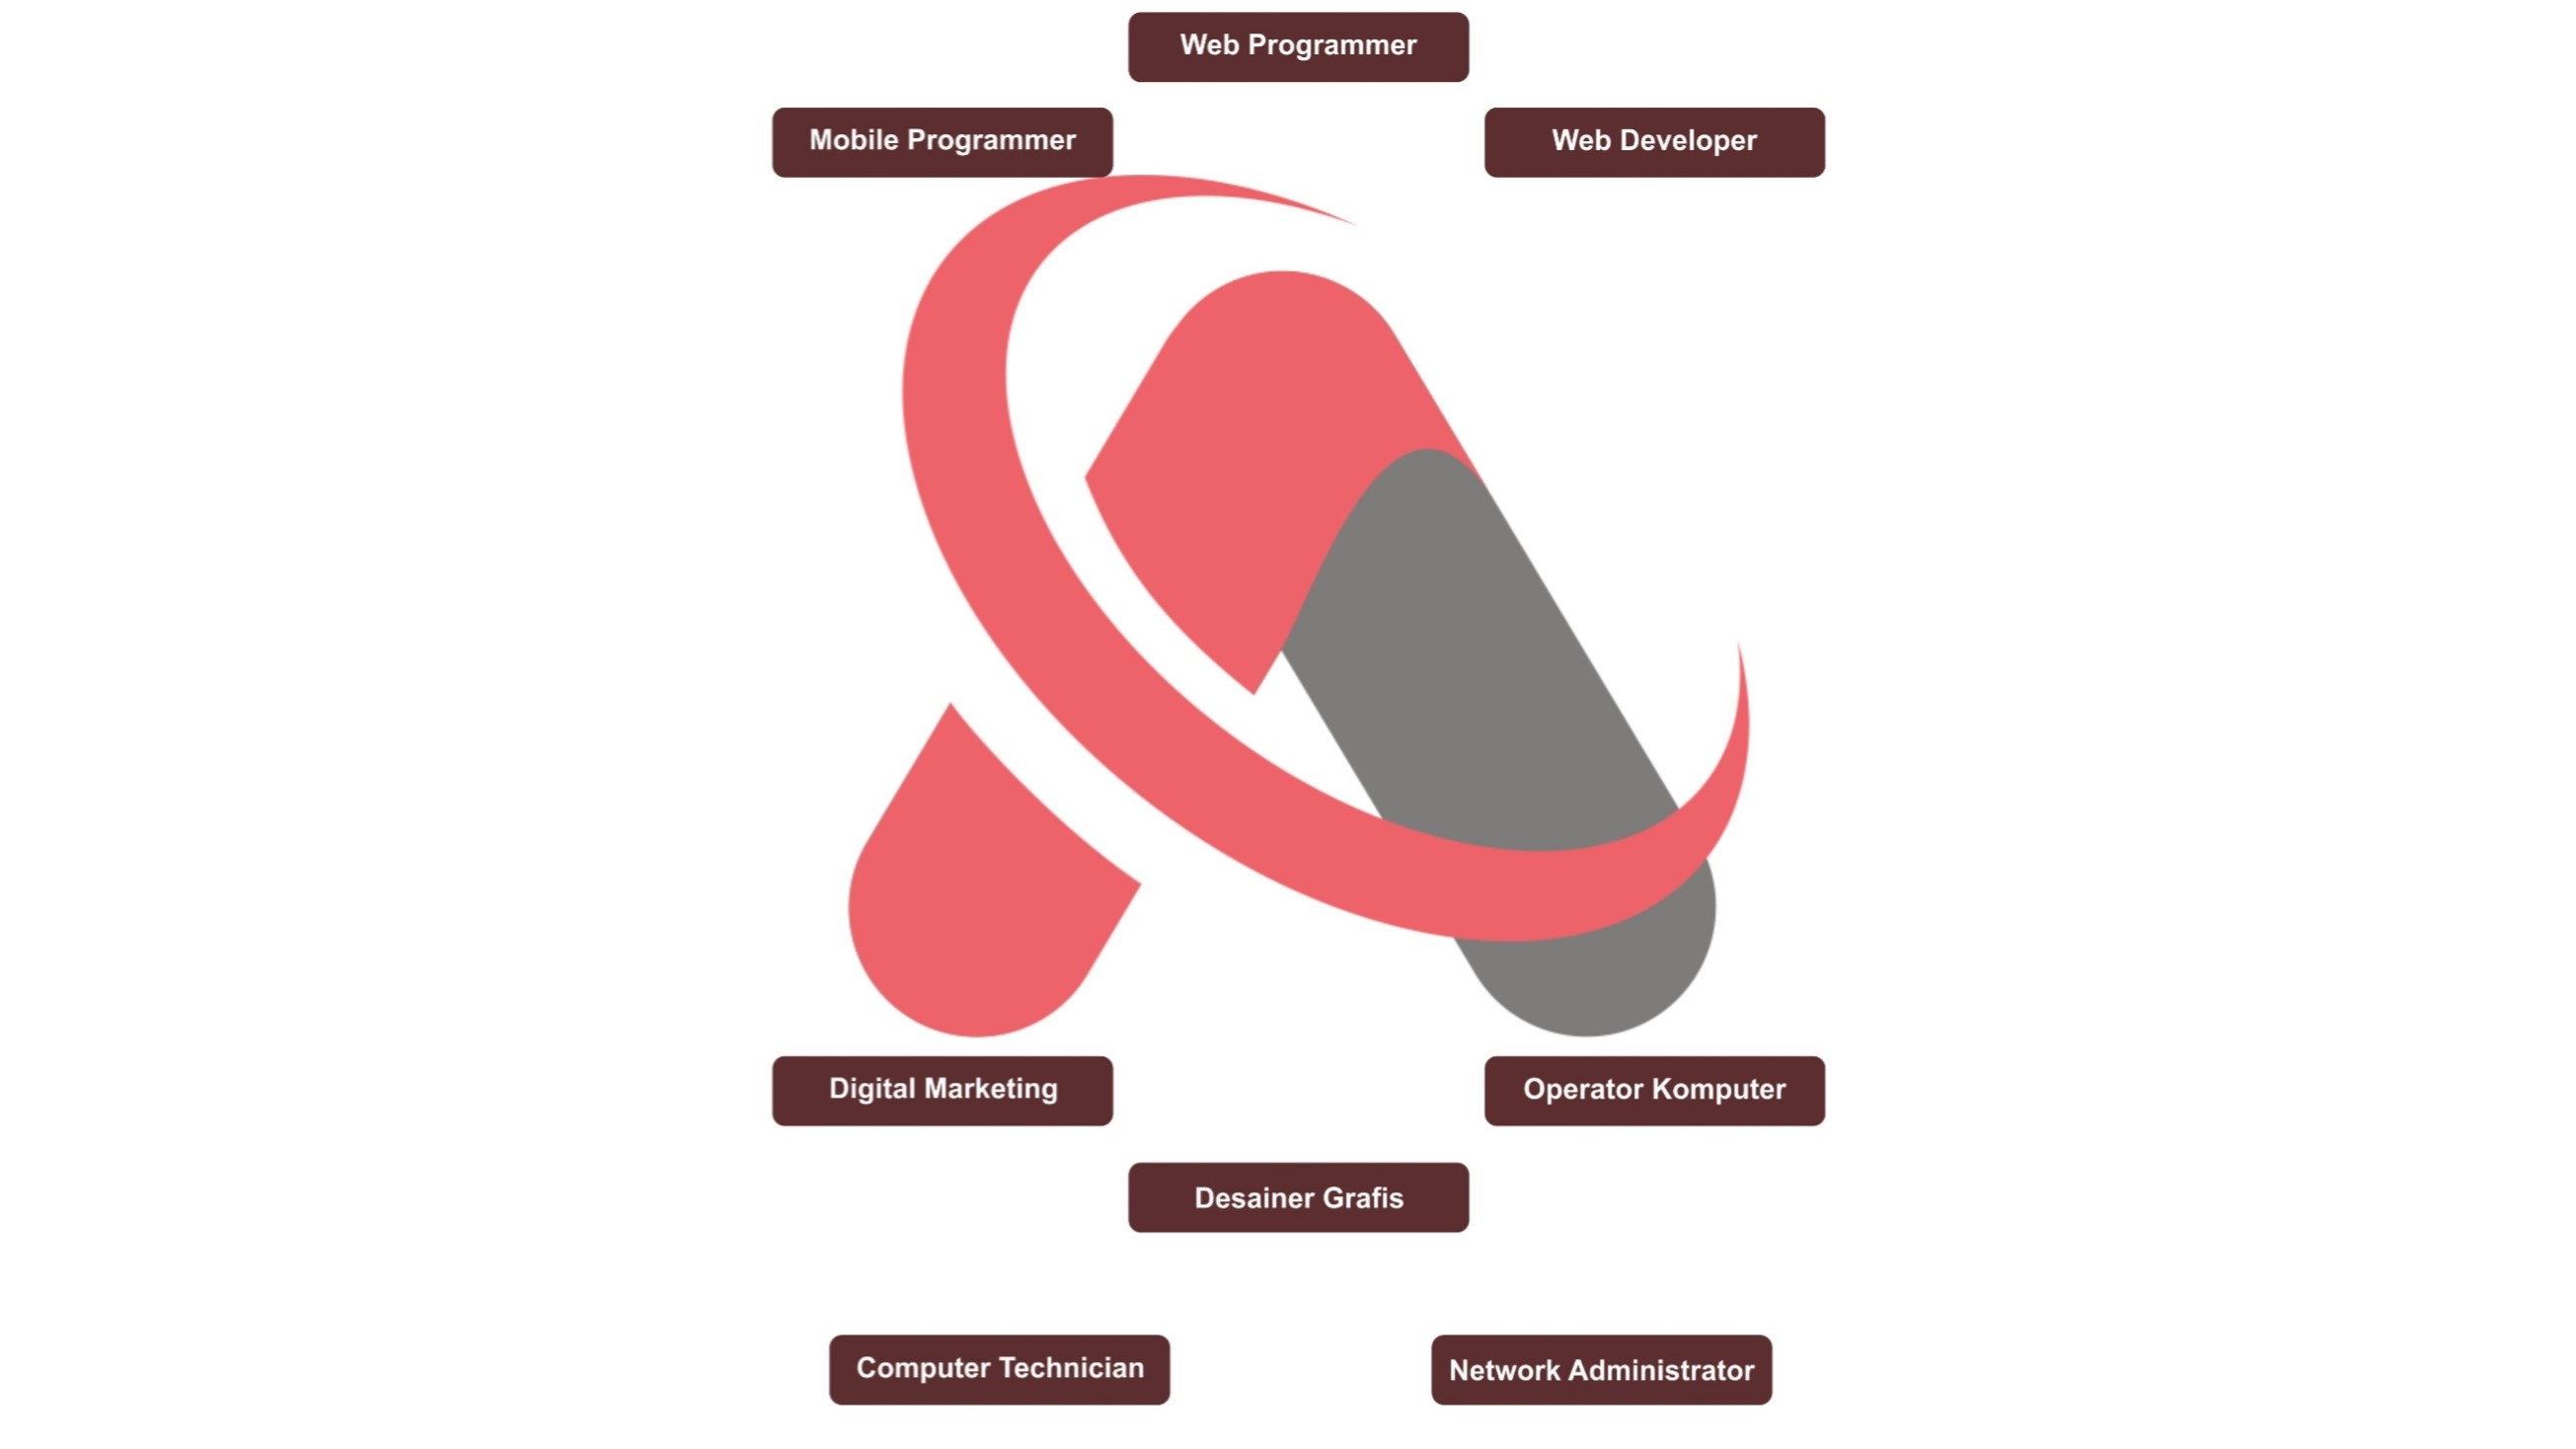 Web Programmer
Mobile Programmer
Web Developer
Digital Marketing
Operator Komputer
Desainer Grafis
Computer Technician
Network Administrator